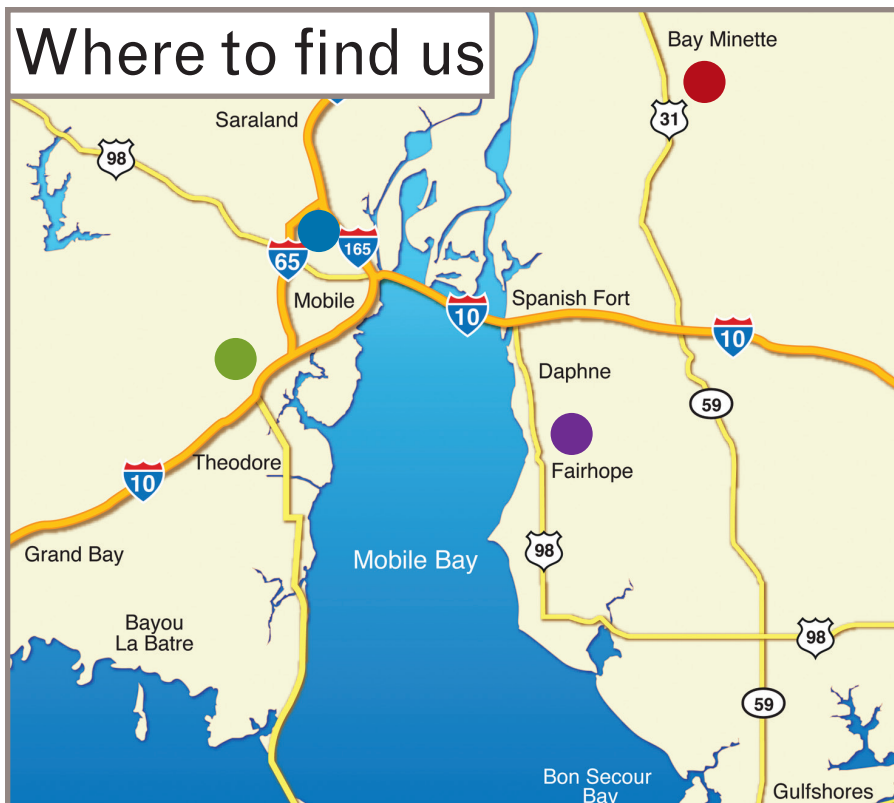 Where to find us
Bay Minette
31
Saraland
98
65
165
Mobile
10
Spanish Fort
10
Daphne
59
Theodore
10
Fairhope
Grand Bay
98
Mobile Bay
Bayou
La Batre
98
59
Bon Secour
Bay
Gulfshores